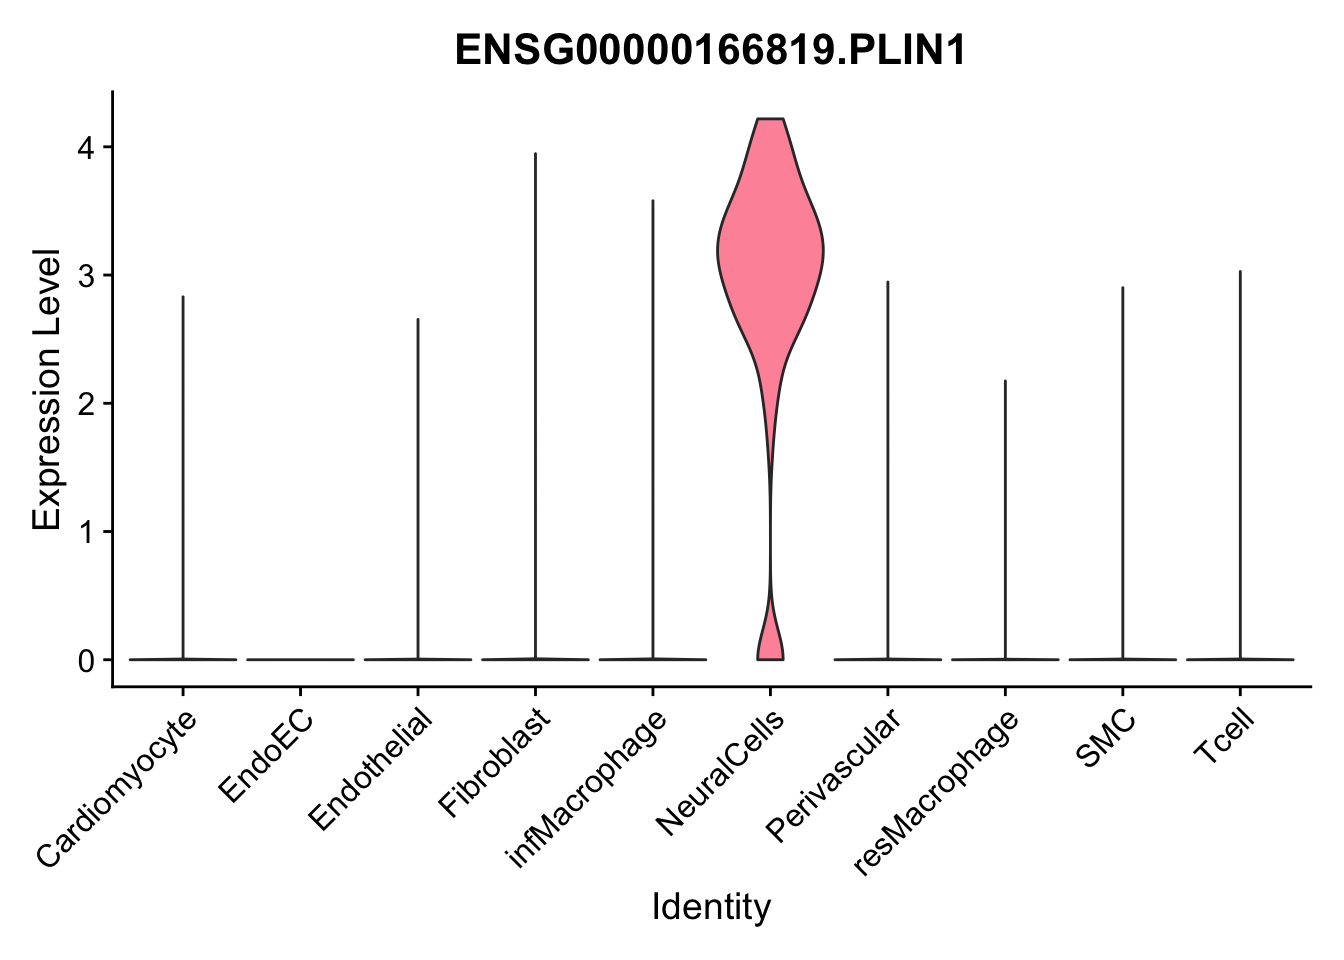 ENSG00000166819.PLIN1
Expression Level
4
3
2
1
0
Cardiomyocyte
EndoEC
Endothelial
Fibroblast
infMacrophage
NeuralCells
Perivascular
resMacrophage
SMC
Tcell
Identity